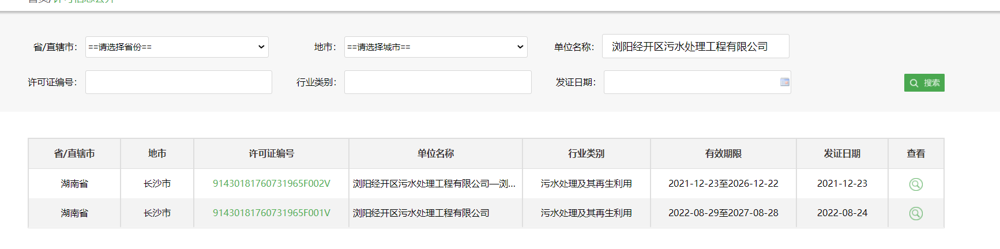 首页/许可信息公开
省/直辖市： ==请选择省份== 地市： ==请选择城市== 单位名称： 浏阳经开区污水处理工程有限公司
许可证编号： 行业类别： 发证日期： 搜索
省/直辖市 地市 许可证编号 单位名称 行业类别 有效期限 发证日期 查看
湖南省 长沙市 91430181760731965F002V 浏阳经开区污水处理工程有限公司—浏... 污水处理及其再生利用 2021-12-23至2026-12-22 2021-12-23
湖南省 长沙市 91430181760731965F001V 浏阳经开区污水处理工程有限公司 污水处理及其再生利用 2022-08-29至2027-08-28 2022-08-24